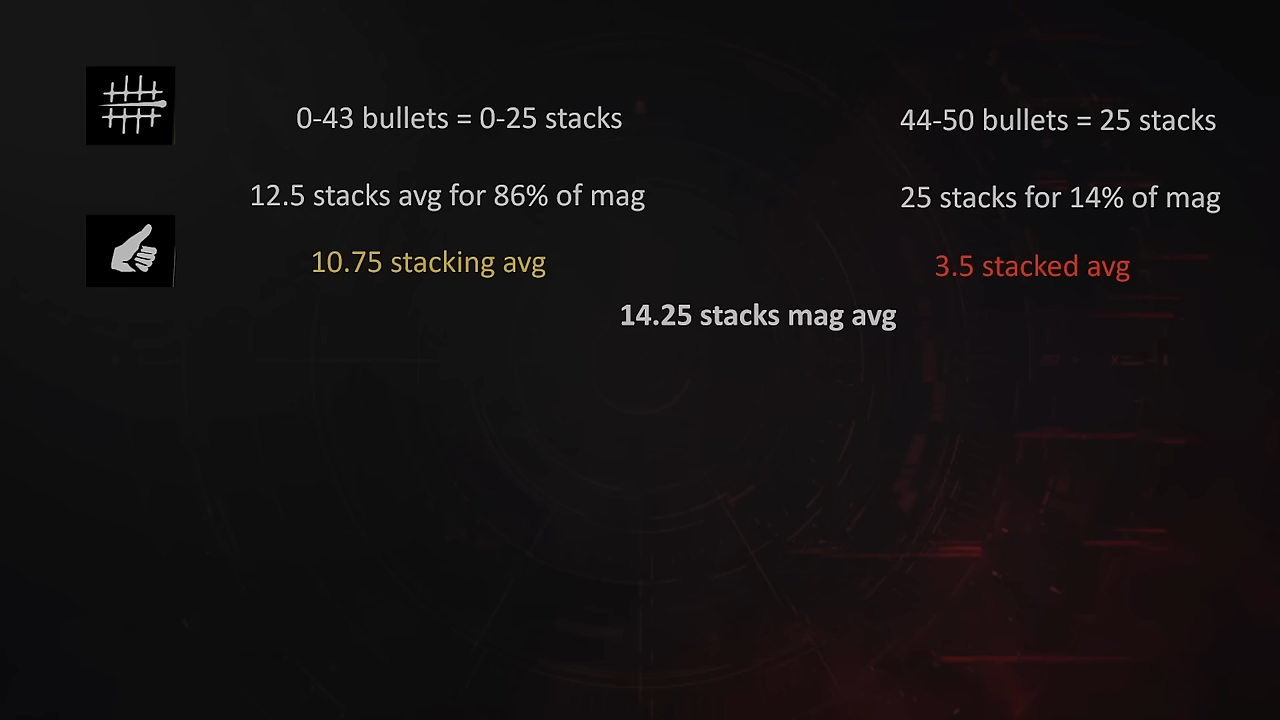 0-43 bullets = 0-25 stacks
44-50 bullets = 25 stacks
12.5 stacks avg for 86% of mag
25 stacks for 14% of mag
10.75 stacking avg
3.5 stacked avg
14.25 stacks mag avg